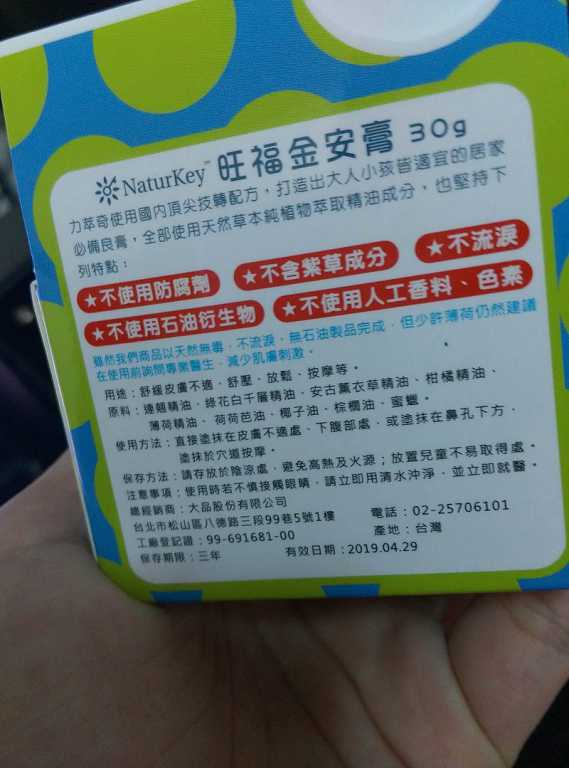 NaturKey™ 旺福金安膏 30g
力萃奇使用國內頂尖技轉配方，打造出大人小孩皆適宜的居家
必備良膏，全部使用天然草本純植物萃取精油成分，也堅持下
列特點：
★不使用防腐劑 ★不含紫草成分 ★不流淚
★不使用石油衍生物 ★不使用人工香料、色素
雖然我們商品以天然無毒，不流淚，無石油製品完成，但少許薄荷仍然建議
在使用前詢問專業醫生，減少肌膚刺激。
用途：舒緩皮膚不適、舒壓、放鬆、按摩等。
原料：連翹精油、綠花白千層精油、安古薰衣草精油、柑橘精油、
薄荷精油、荷荷芭油、椰子油、棕櫚油、蜜蠟。
使用方法：直接塗抹在皮膚不適處、下腹部處，或塗抹在鼻孔下方，
塗抹於穴道按摩。
保存方法：請存放於陰涼處，避免高熱及火源；放置兒童不易取得處。
注意事項：使用時若不慎接觸眼睛，請立即用清水沖淨，並立即就醫。
總經銷商：大品股份有限公司
台北市松山區八德路三段99巷5號1樓 電話：02-25706101
工廠登記證：99-691681-00 產地：台灣
保存期限：三年 有效日期：2019.04.29